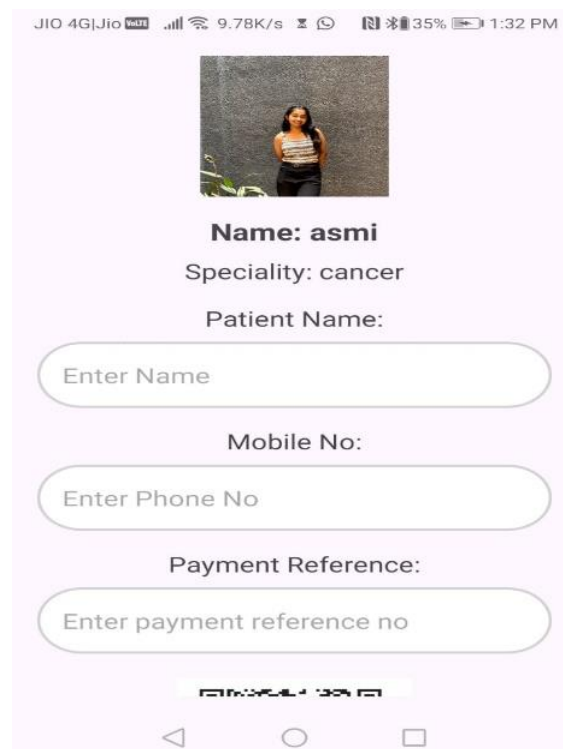 JIO 4G|Jio VoLTE 9.78K/s 35% 1:32 PM
Name: asmi
Speciality: cancer
Patient Name:
Enter Name
Mobile No:
Enter Phone No
Payment Reference:
Enter payment reference no